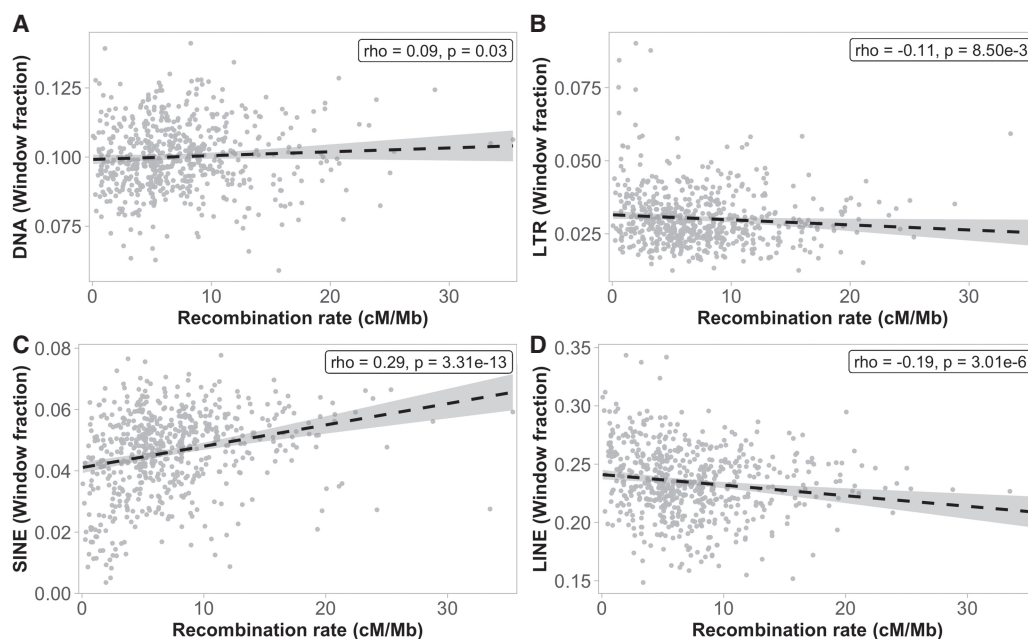 A
rho = 0.09, p = 0.03
DNA (Window fraction)
0.125
0.100
0.075
0
10
20
30
Recombination rate (cM/Mb)
B
rho = -0.11, p = 8.50e-3
LTR (Window fraction)
0.075
0.050
0.025
0
10
20
30
Recombination rate (cM/Mb)
C
rho = 0.29, p = 3.31e-13
SINE (Window fraction)
0.08
0.06
0.04
0.02
0.00
0
10
20
30
Recombination rate (cM/Mb)
D
rho = -0.19, p = 3.01e-6
LINE (Window fraction)
0.35
0.30
0.25
0.20
0.15
0
10
20
30
Recombination rate (cM/Mb)